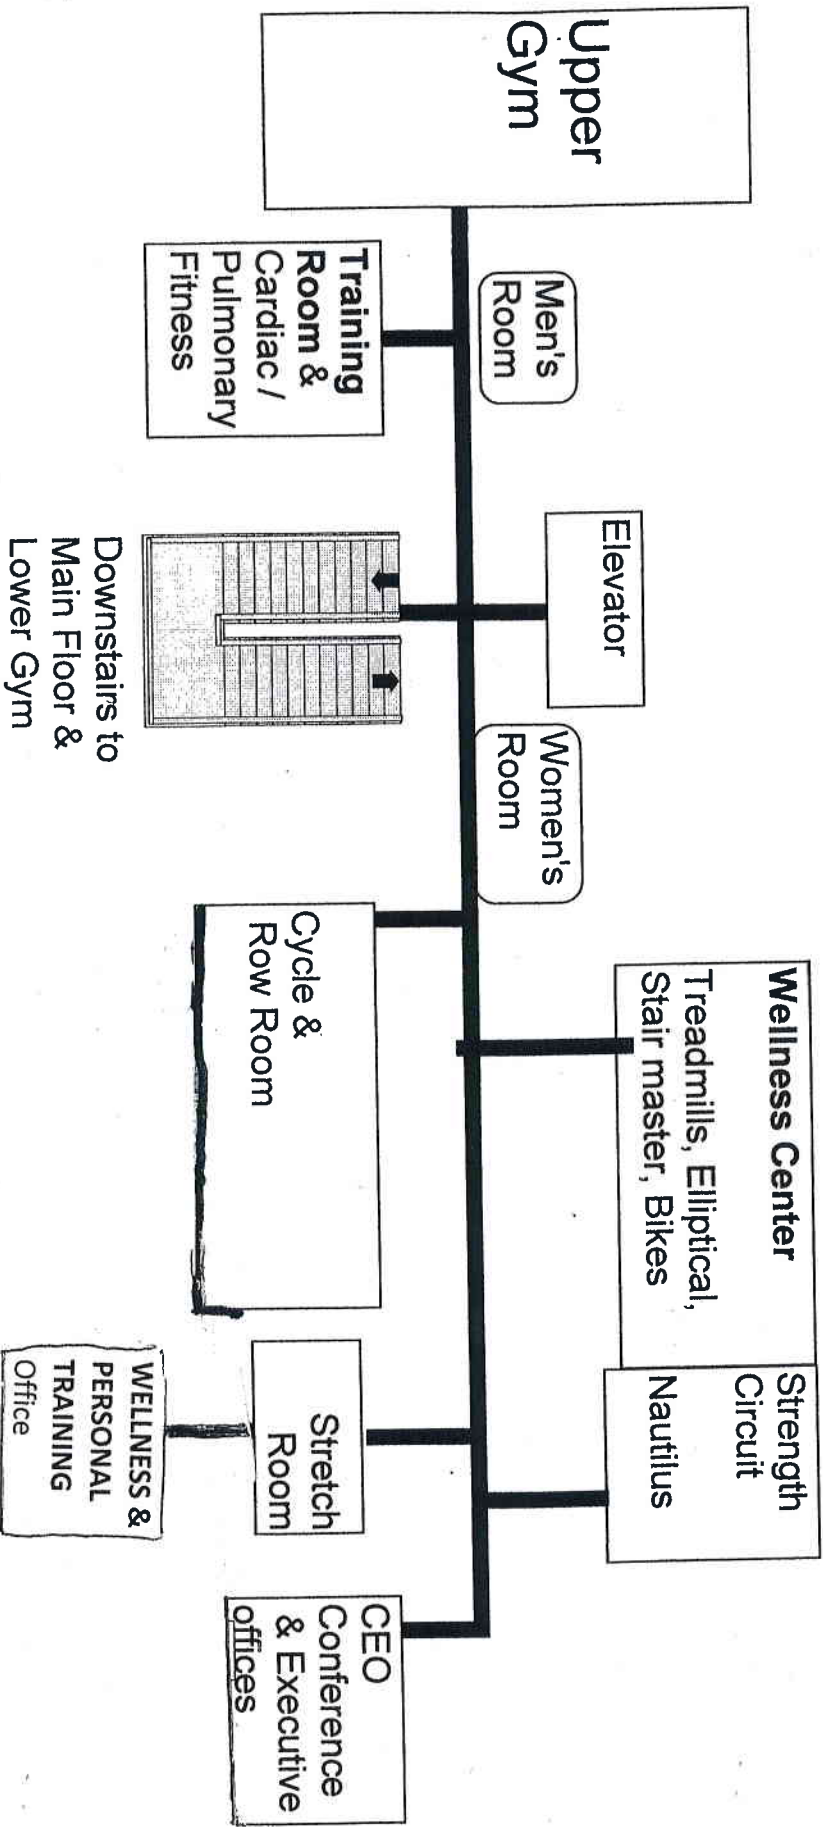 Upper
Gym
Men's
Room
Training
Room &
Cardiac /
Pulmonary
Fitness
Elevator
Downstairs to
Main Floor &
Lower Gym
Women's
Room
Cycle &
Row Room
Wellness Center
Treadmills, Elliptical,
Stair master, Bikes
Strength
Circuit
Nautilus
Stretch
Room
WELLNESS &
PERSONAL
TRAINING
Office
CEO
Conference
& Executive
offices